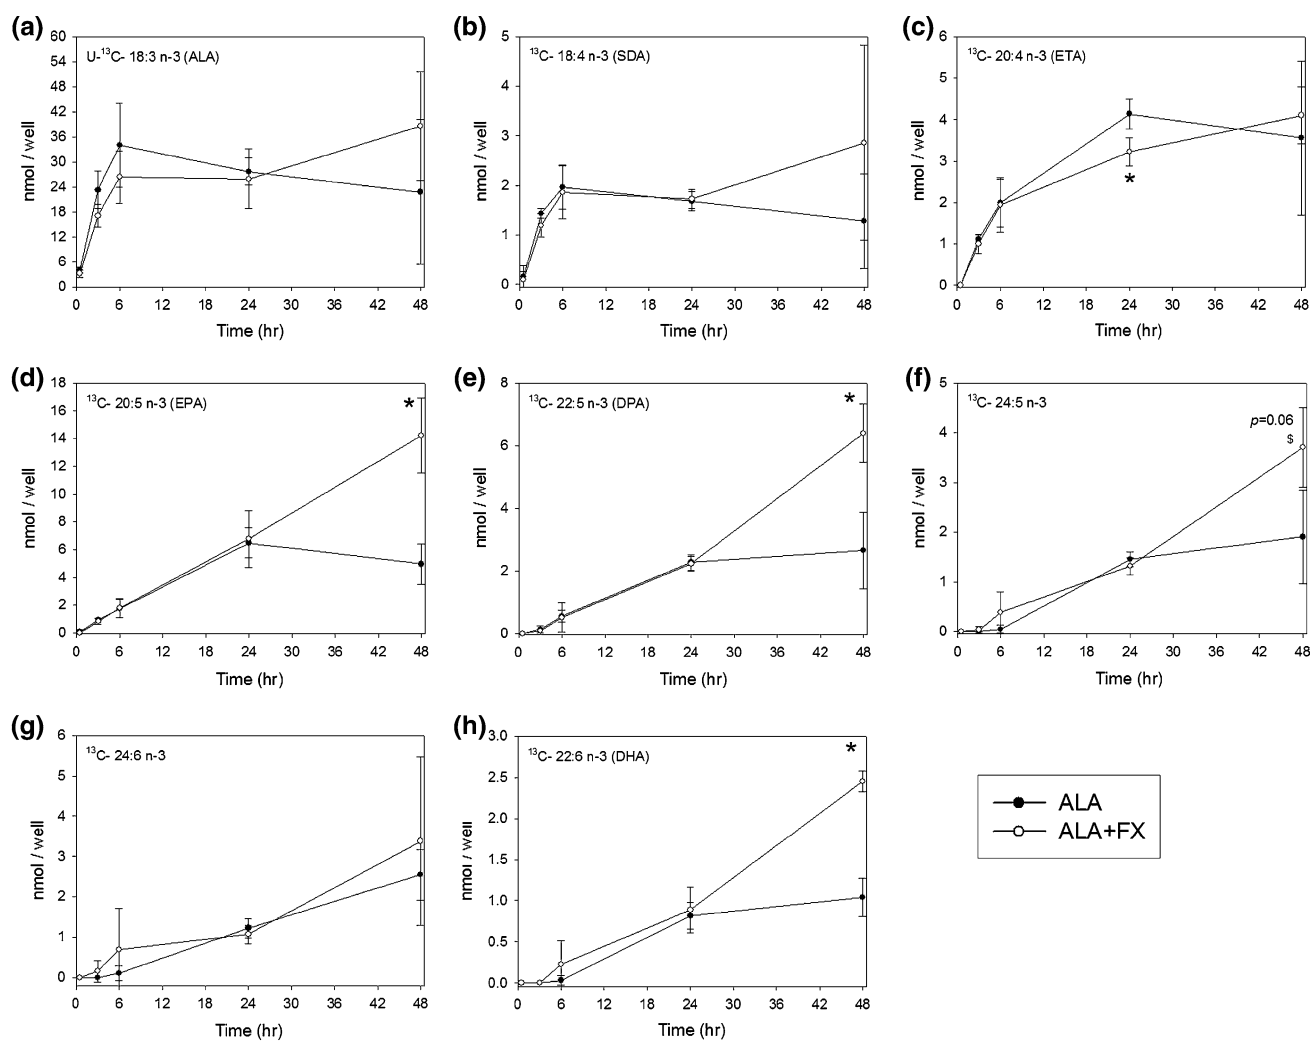 (a)
U-¹³C- 18:3 n-3 (ALA)
nmol / well
60
54
48
42
36
30
24
18
12
6
0
0 6 12 18 24 30 36 42 48
Time (hr)
(b)
¹³C- 18:4 n-3 (SDA)
nmol / well
5
4
3
2
1
0
0 6 12 18 24 30 36 42 48
Time (hr)
(c)
¹³C- 20:4 n-3 (ETA)
nmol / well
6
5
4
3
2
1
0
*
0 6 12 18 24 30 36 42 48
Time (hr)
(d)
¹³C- 20:5 n-3 (EPA)
*
nmol / well
18
16
14
12
10
8
6
4
2
0
0 6 12 18 24 30 36 42 48
Time (hr)
(e)
¹³C- 22:5 n-3 (DPA)
*
nmol / well
8
6
4
2
0
0 6 12 18 24 30 36 42 48
Time (hr)
(f)
¹³C- 24:5 n-3
p=0.06
$
nmol / well
5
4
3
2
1
0
0 6 12 18 24 30 36 42 48
Time (hr)
(g)
¹³C- 24:6 n-3
nmol / well
6
5
4
3
2
1
0
0 6 12 18 24 30 36 42 48
Time (hr)
(h)
¹³C- 22:6 n-3 (DHA)
*
nmol / well
3.0
2.5
2.0
1.5
1.0
0.5
0.0
0 6 12 18 24 30 36 42 48
Time (hr)
ALA
ALA+FX